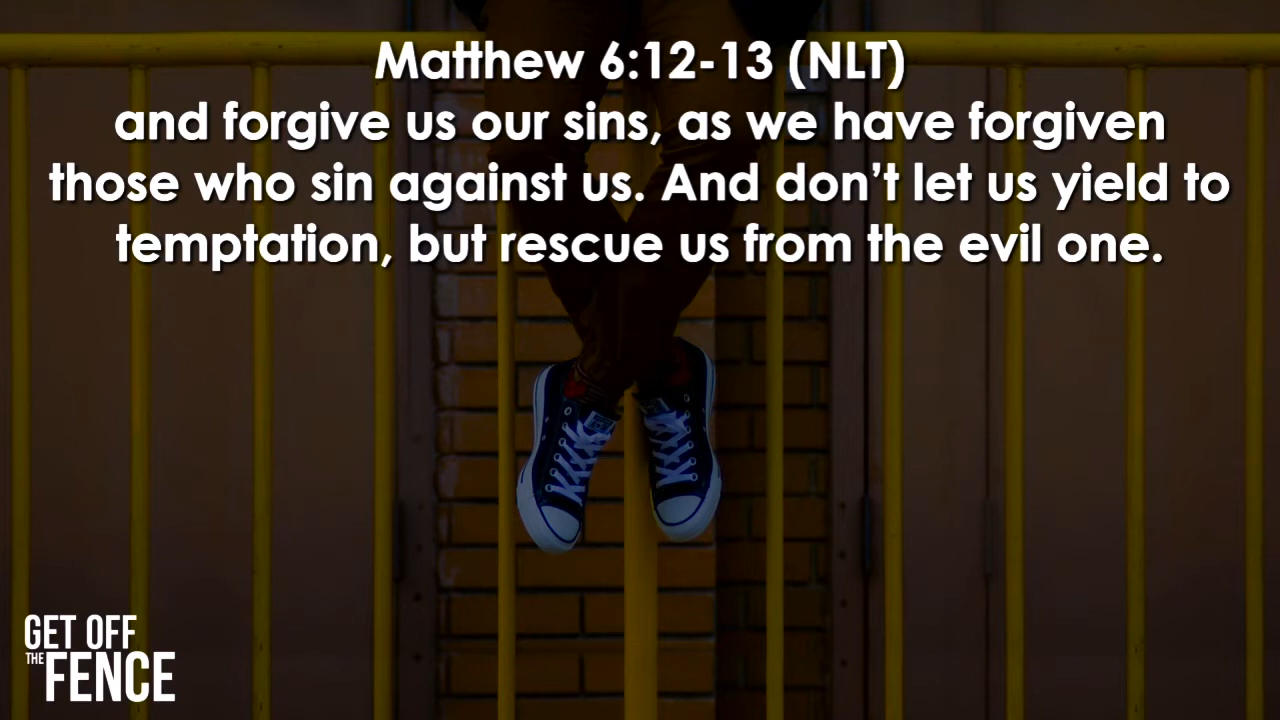 Matthew 6:12-13 (NLT)
and forgive us our sins, as we have forgiven
those who sin against us. And don’t let us yield to
temptation, but rescue us from the evil one.
GET OFF
THE FENCE